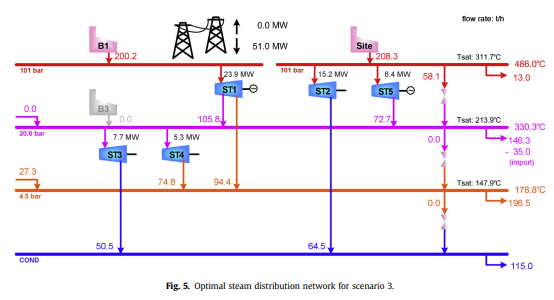 flow rate: t/h
0.0 MW
51.0 MW
B1
200.2
Site
208.3
Tsat: 311.7°C
486.0°C
13.0
101 bar
101 bar
23.9 MW
ST1
15.2 MW
ST2
6.4 MW
ST5
58.1
0.0
B3
0.0
105.8
72.7
Tsat: 213.9°C
330.3°C
146.3
- 35.0
(import)
20.6 bar
7.7 MW
ST3
5.3 MW
ST4
0.0
27.3
74.8
94.4
0.0
Tsat: 147.9°C
178.8°C
196.5
4.5 bar
50.5
64.5
COND
115.0
Fig. 5. Optimal steam distribution network for scenario 3.